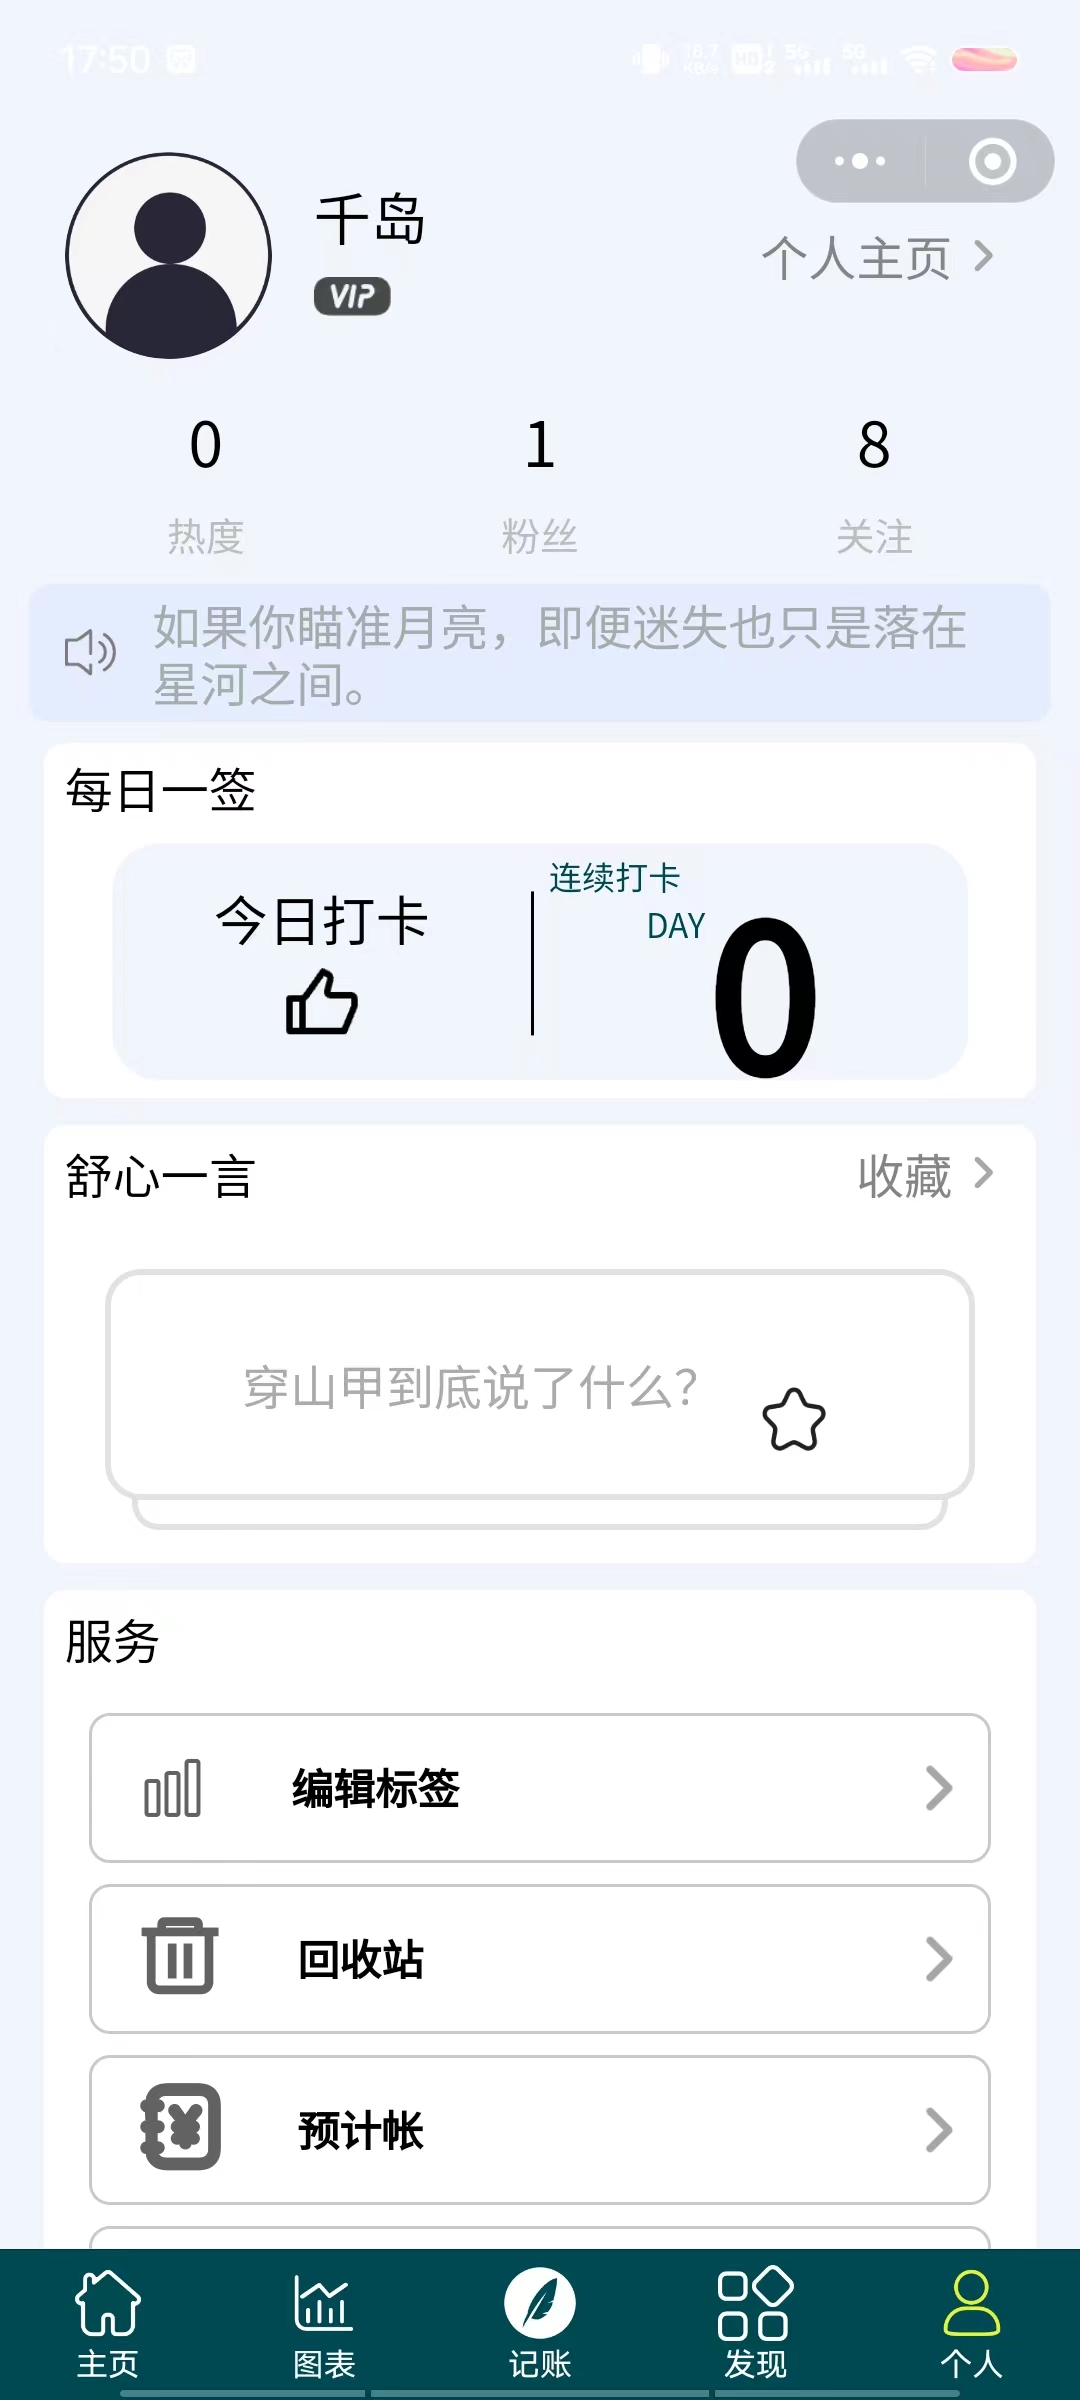 17:50
千岛
VIP
个人主页
0
1
8
热度
粉丝
关注
如果你瞄准月亮，即便迷失也只是落在
星河之间。
每日一签
今日打卡
连续打卡
DAY
0
舒心一言
收藏
穿山甲到底说了什么？
服务
编辑标签
回收站
预计帐
主页
图表
记账
发现
个人